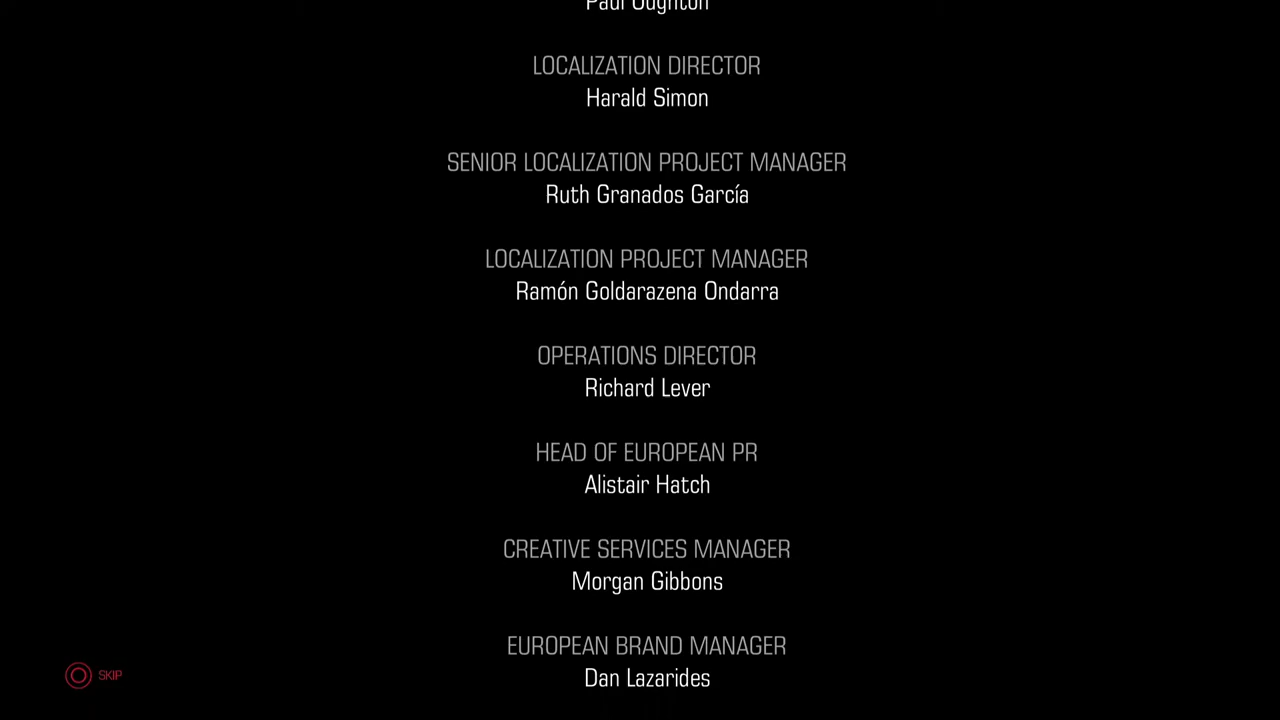 Paul Oughton
LOCALIZATION DIRECTOR
Harald Simon
SENIOR LOCALIZATION PROJECT MANAGER
Ruth Granados García
LOCALIZATION PROJECT MANAGER
Ramón Goldarazena Ondarra
OPERATIONS DIRECTOR
Richard Lever
HEAD OF EUROPEAN PR
Alistair Hatch
CREATIVE SERVICES MANAGER
Morgan Gibbons
EUROPEAN BRAND MANAGER
Dan Lazarides
SKIP